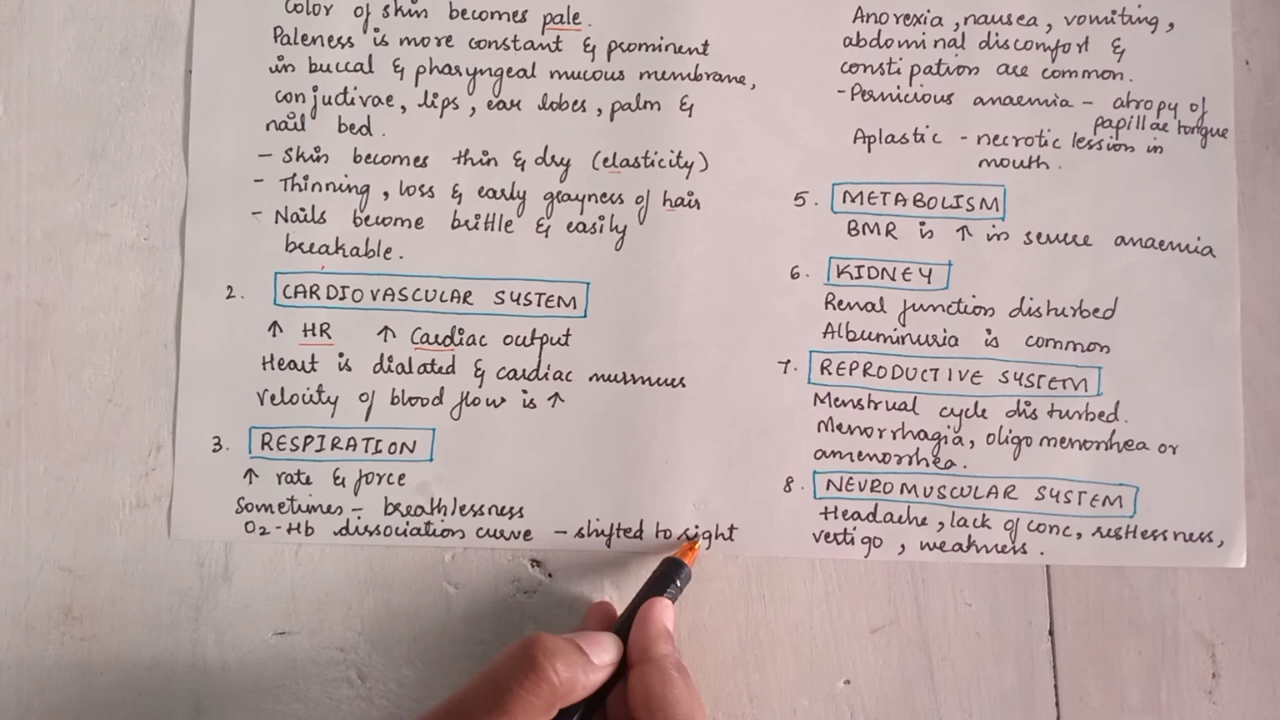 Color of skin becomes pale.
Paleness is more constant & prominent
in buccal & pharyngeal mucous membrane,
conjuctivae, lips, ear lobes, palm &
nail bed.
- Skin becomes thin & dry (elasticity)
- Thinning, loss & early grayness of hair
- Nails become brittle & easily
breakable.
2. CARDIOVASCULAR SYSTEM
↑ HR ↑ Cardiac output
Heart is dialated & cardiac murmurs
velocity of blood flow is ↑
3. RESPIRATION
↑ rate & force
Sometimes - breathlessness
O2-Hb dissociation curve - shifted to right
Anorexia, nausea, vomiting,
abdominal discomfort &
constipation are common.
- Pernicious anaemia - atropy of
papillae tongue
Aplastic - necrotic lession in
mouth.
5. METABOLISM
BMR is ↑ in severe anaemia
6. KIDNEY
Renal function disturbed
Albuminuria is common
7. REPRODUCTIVE SYSTEM
Menstrual cycle disturbed.
Menorrhagia, oligomenorrhea or
amenorrhea.
8. NEUROMUSCULAR SYSTEM
Headache, lack of conc, restlessness,
vertigo, weakness.